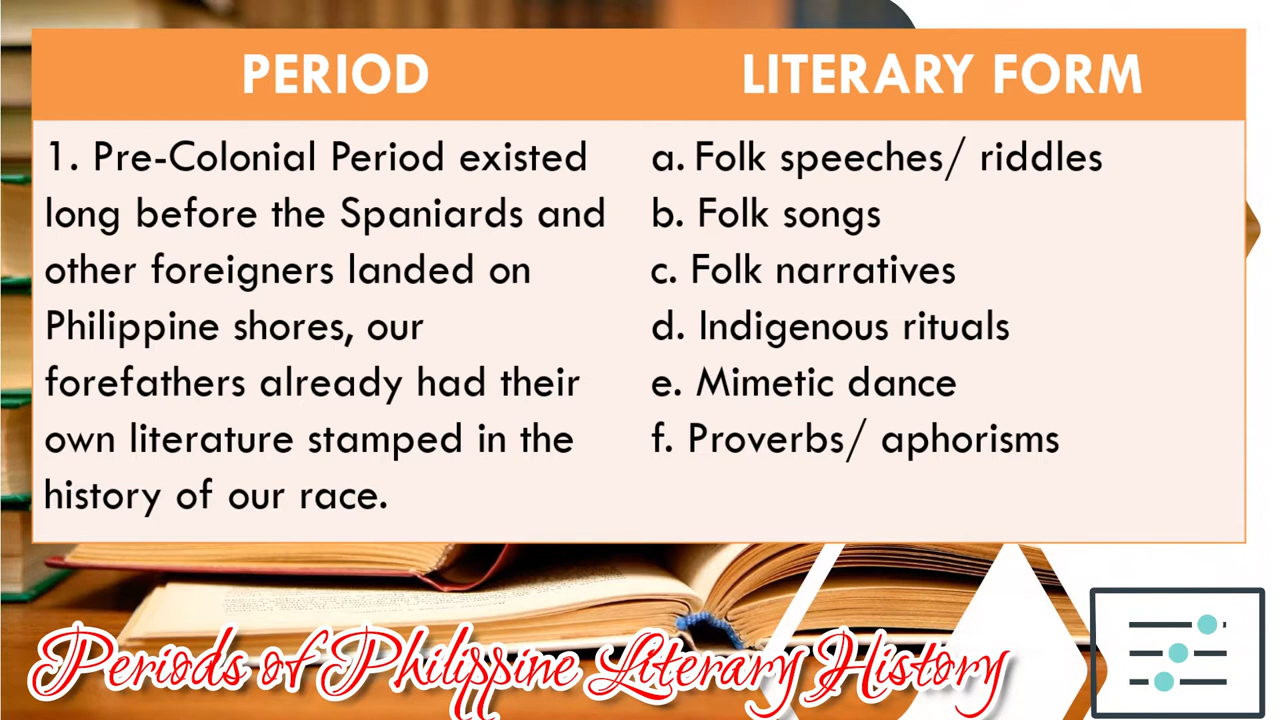 PERIOD
LITERARY FORM
1. Pre-Colonial Period existed
long before the Spaniards and
other foreigners landed on
Philippine shores, our
forefathers already had their
own literature stamped in the
history of our race.
a. Folk speeches/ riddles
b. Folk songs
c. Folk narratives
d. Indigenous rituals
e. Mimetic dance
f. Proverbs/ aphorisms
Periods of Philippine Literary History